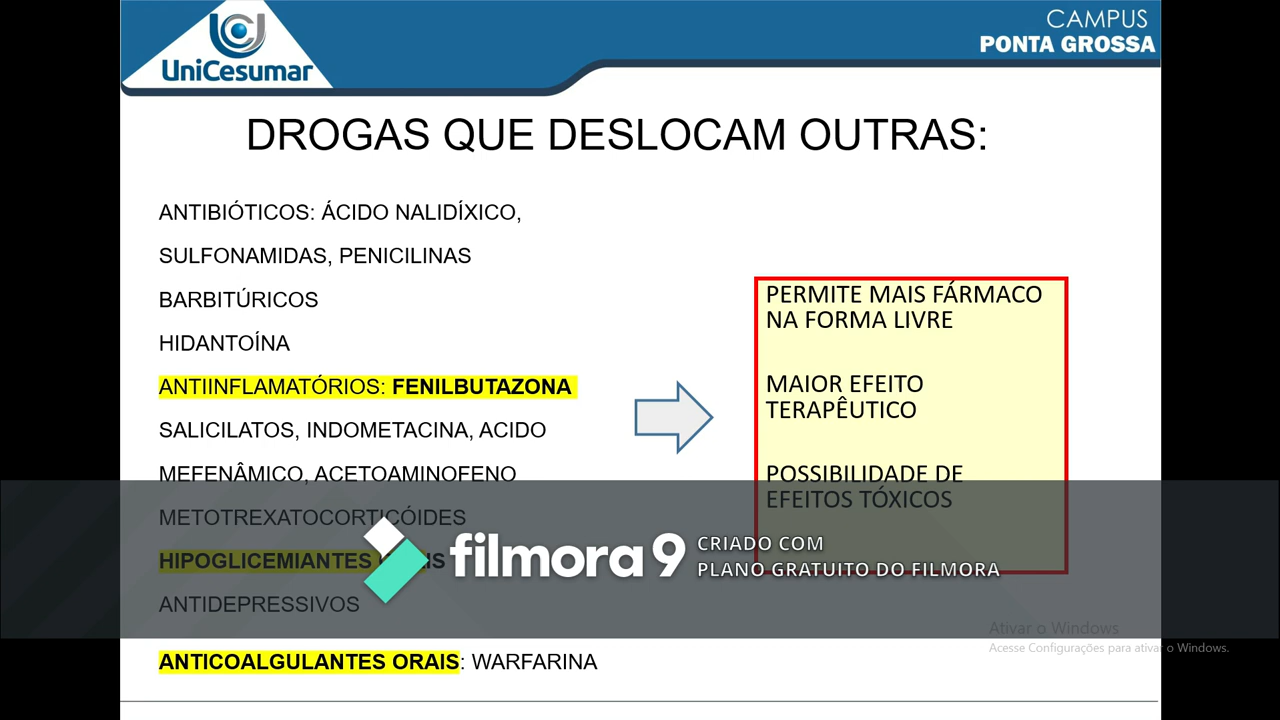 UniCesumar
CAMPUS
PONTA GROSSA
DROGAS QUE DESLOCAM OUTRAS:
ANTIBIÓTICOS: ÁCIDO NALIDÍXICO,
SULFONAMIDAS, PENICILINAS
BARBITÚRICOS
HIDANTOÍNA
ANTIINFLAMATÓRIOS: FENILBUTAZONA
SALICILATOS, INDOMETACINA, ACIDO
MEFENÂMICO, ACETOAMINOFENO
METOTREXATOCORTICÓIDES
HIPOGLICEMIANTES
ANTIDEPRESSIVOS
ANTICOALGULANTES ORAIS: WARFARINA
PERMITE MAIS FÁRMACO
NA FORMA LIVRE
MAIOR EFEITO
TERAPÊUTICO
POSSIBILIDADE DE
EFEITOS TÓXICOS
filmora 9
CRIADO COM
PLANO GRATUITO DO FILMORA
Ativar o Windows
Acesse Configurações para ativar o Windows.